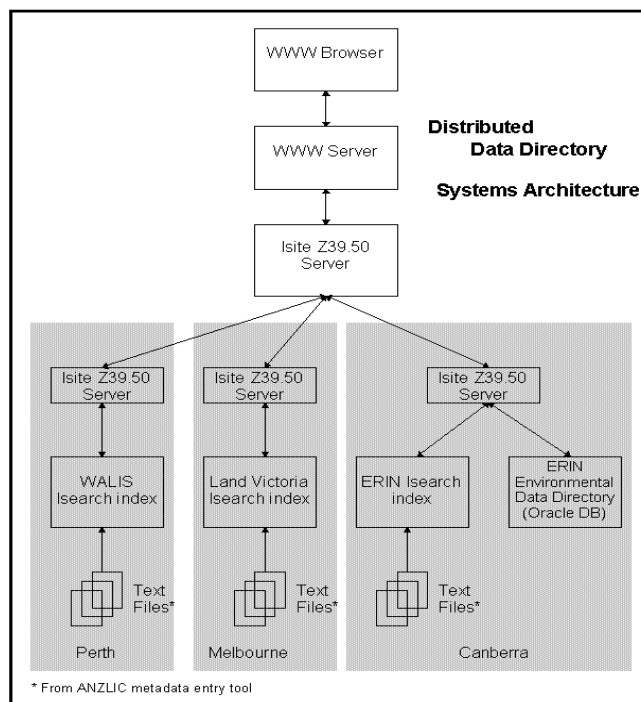 WWW Browser
Distributed
Data Directory
Systems Architecture
WWW Server
Isite Z39.50
Server
Isite Z39.50
Server
Isite Z39.50
Server
Isite Z39.50
Server
WALIS
Isearch index
Land Victoria
Isearch index
ERIN Isearch
index
ERIN
Environmental
Data Directory
(Oracle DB)
Text
Files*
Text
Files*
Text
Files*
Perth
Melbourne
Canberra
* From ANZLIC metadata entry tool